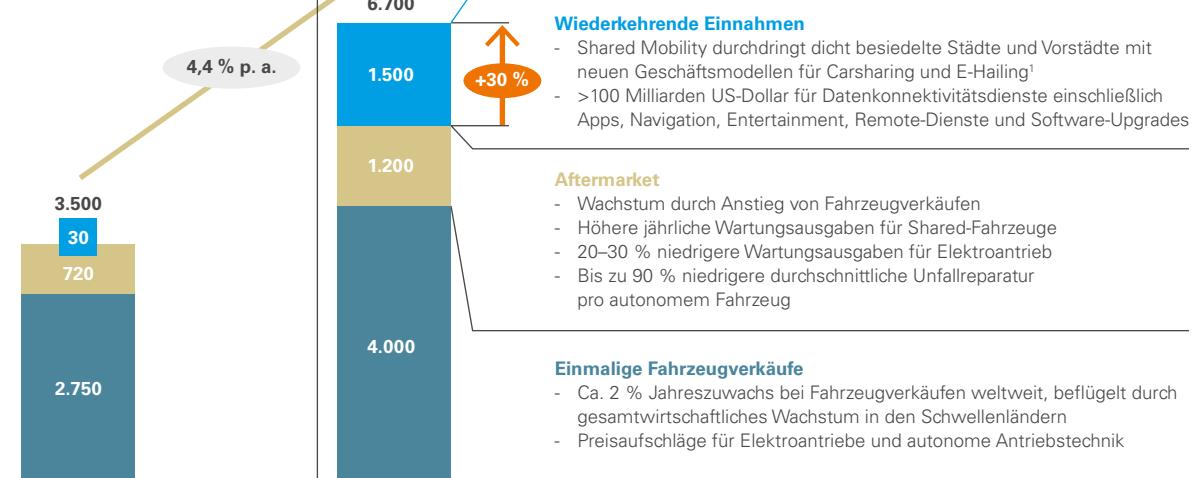 6.700
4,4 % p. a.
3.500
30
720
2.750
1.500
+30 %
1.200
4.000
Wiederkehrende Einnahmen
- Shared Mobility durchdringt dicht besiedelte Städte und Vorstädte mit
neuen Geschäftsmodellen für Carsharing und E-Hailing¹
- >100 Milliarden US-Dollar für Datenkonnektivitätsdienste einschließlich
Apps, Navigation, Entertainment, Remote-Dienste und Software-Upgrades
Aftermarket
- Wachstum durch Anstieg von Fahrzeugverkäufen
- Höhere jährliche Wartungsausgaben für Shared-Fahrzeuge
- 20–30 % niedrigere Wartungsausgaben für Elektroantrieb
- Bis zu 90 % niedrigere durchschnittliche Unfallreparatur
pro autonomem Fahrzeug
Einmalige Fahrzeugverkäufe
- Ca. 2 % Jahreszuwachs bei Fahrzeugverkäufen weltweit, beflügelt durch
gesamtwirtschaftliches Wachstum in den Schwellenländern
- Preisaufschläge für Elektroantriebe und autonome Antriebstechnik